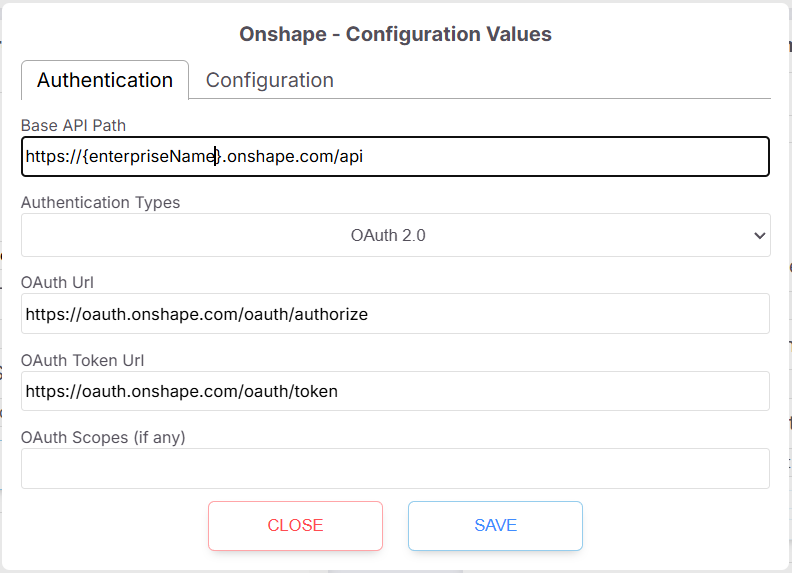 Onshape - Configuration Values
Authentication
Configuration
Base API Path
https://{enterpriseName}.onshape.com/api
Authentication Types
OAuth 2.0
OAuth Url
https://oauth.onshape.com/oauth/authorize
OAuth Token Url
https://oauth.onshape.com/oauth/token
OAuth Scopes (if any)
CLOSE
SAVE